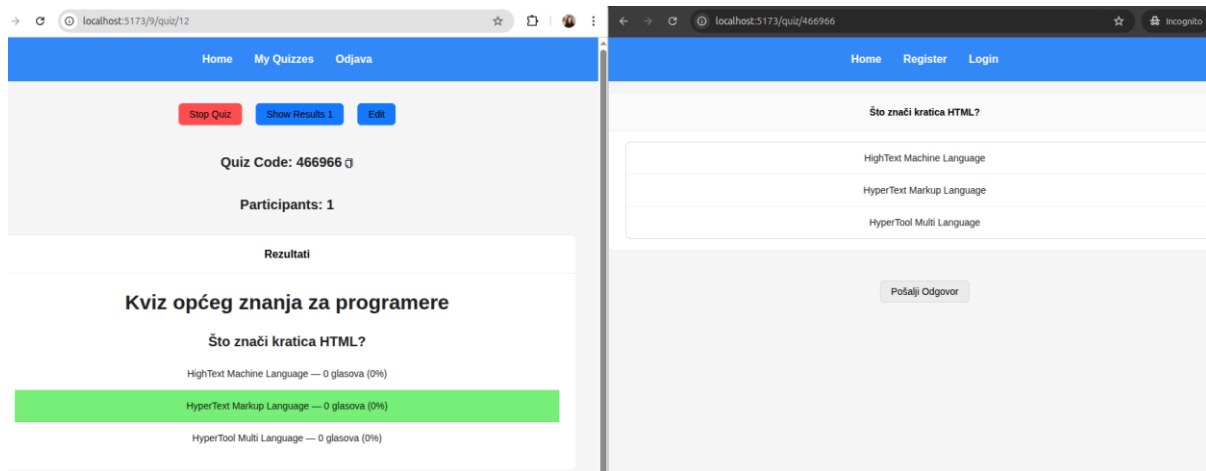 localhost:5173/9/quiz/12
Home My Quizzes Odjava
Stop Quiz Show Results 1 Edit
Quiz Code: 466966
Participants: 1
Rezultati
Kviz općeg znanja za programere
Što znači kratica HTML?
HighText Machine Language — 0 glasova (0%)
HyperText Markup Language — 0 glasova (0%)
HyperTool Multi Language — 0 glasova (0%)
localhost:5173/quiz/466966
Incognito
Home Register Login
Što znači kratica HTML?
HighText Machine Language
HyperText Markup Language
HyperTool Multi Language
Pošalji Odgovor